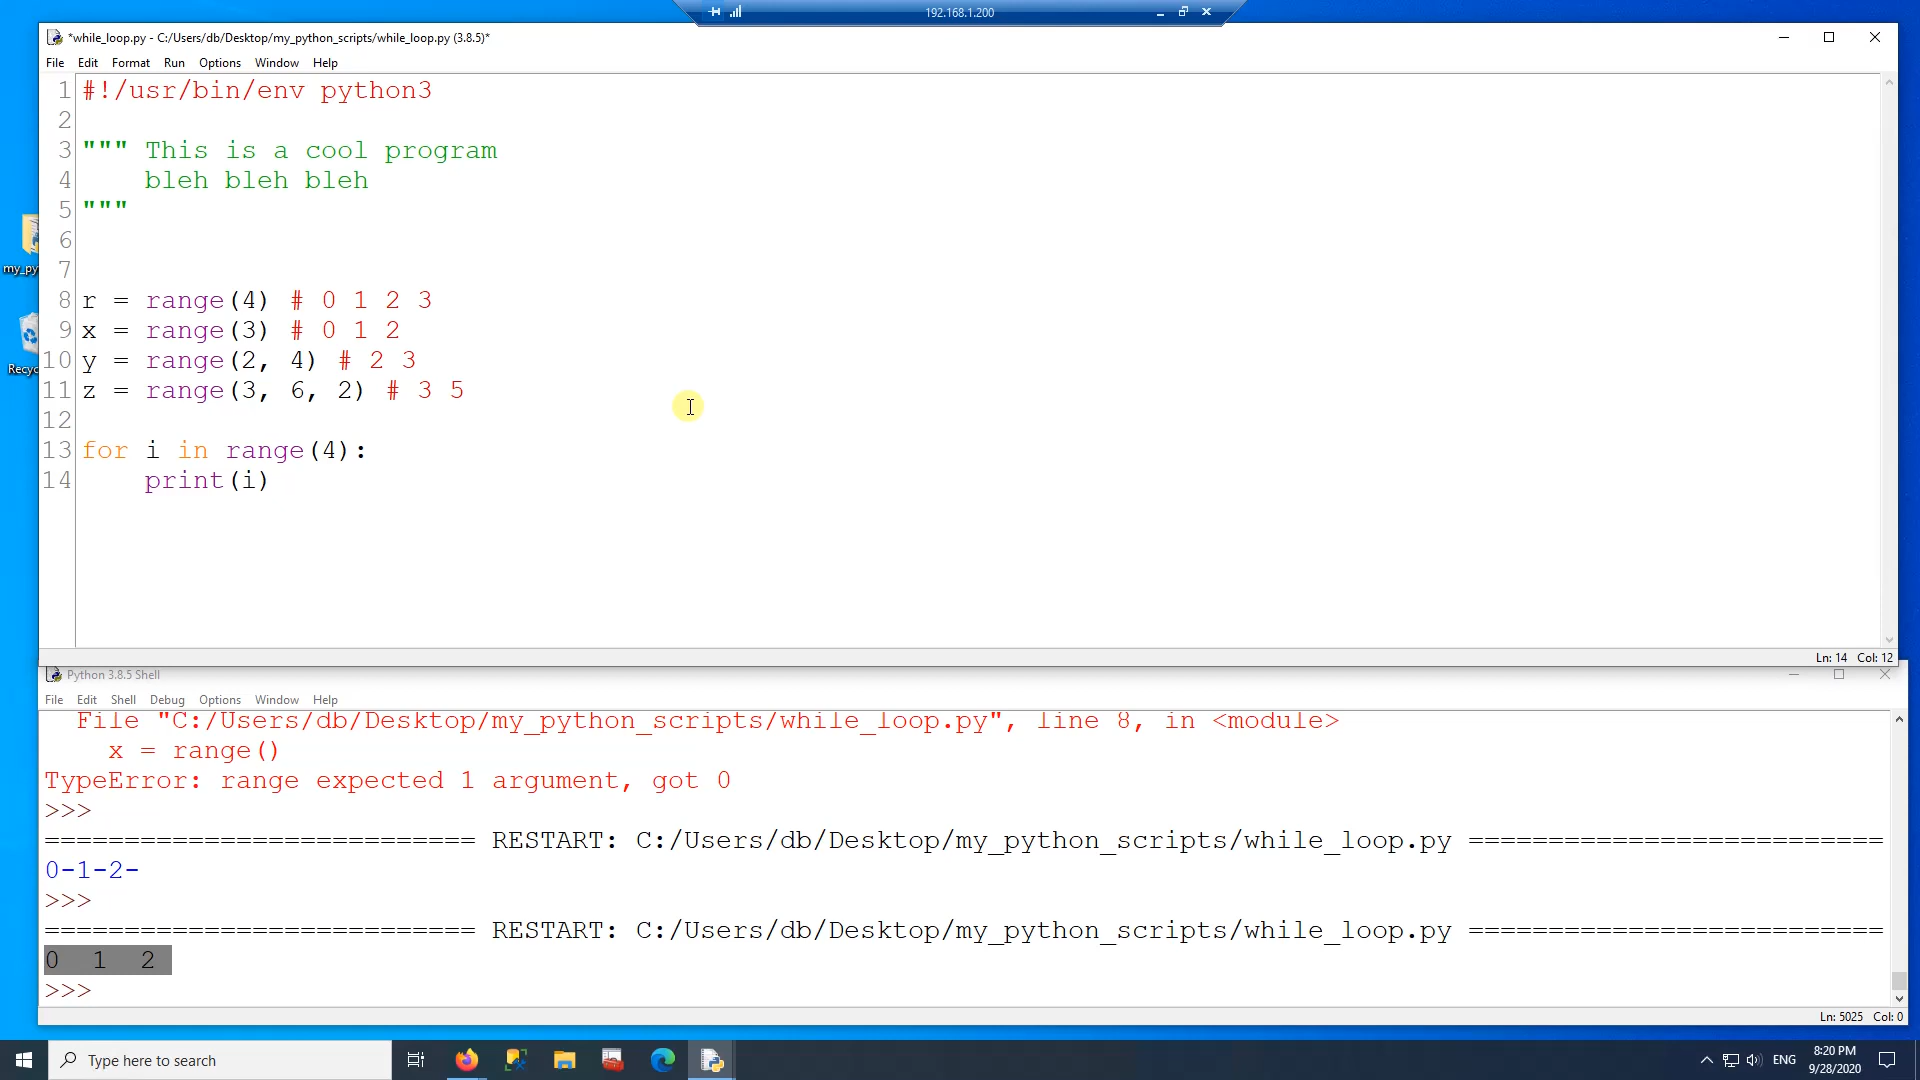 192.168.1.200
*while_loop.py - C:/Users/db/Desktop/my_python_scripts/while_loop.py (3.8.5)*
File Edit Format Run Options Window Help
1 #!/usr/bin/env python3
2
3 """ This is a cool program
4 bleh bleh bleh
5 """
6
7
8 r = range(4) # 0 1 2 3
9 x = range(3) # 0 1 2
10 y = range(2, 4) # 2 3
11 z = range(3, 6, 2) # 3 5
12
13 for i in range(4):
14 print(i)
my_py
Recyc
Ln: 14 Col: 12
Python 3.8.5 Shell
File Edit Shell Debug Options Window Help
File "C:/Users/db/Desktop/my_python_scripts/while_loop.py", line 8, in <module>
x = range()
TypeError: range expected 1 argument, got 0
>>>
=========================== RESTART: C:/Users/db/Desktop/my_python_scripts/while_loop.py ==========================
0-1-2-
>>>
=========================== RESTART: C:/Users/db/Desktop/my_python_scripts/while_loop.py ==========================
0 1 2
>>>
Ln: 5025 Col: 0
Type here to search
ENG
8:20 PM
9/28/2020